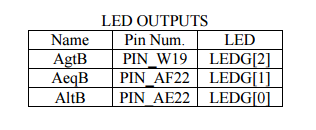 LED OUTPUTS
Name Pin Num. LED
AgtB PIN_W19 LEDG[2]
AeqB PIN_AF22 LEDG[1]
AltB PIN_AE22 LEDG[0]